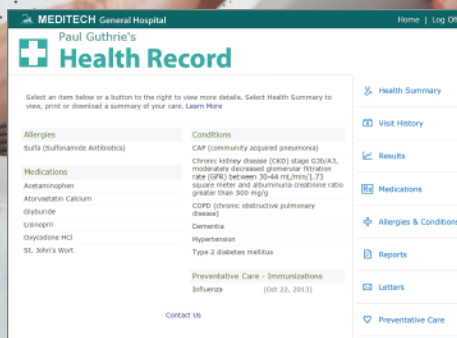 MEDITECH General Hospital
Home | Log Off
Paul Guthrie's
Health Record
Select an item below or a button to the right to view more details. Select Health Summary to
view, print or download a summary of your care. Learn More
Allergies
Sulfa (Sulfonamide Antibiotics)
Medications
Acetaminophen
Atorvastatin Calcium
Glyburide
Lisinopril
Oxycodone HCl
St. John's Wort
Conditions
CAP (community acquired pneumonia)
Chronic kidney disease (CKD) stage G3b/A3,
moderately decreased glomerular filtration
rate (GFR) between 30-44 mL/min/1.73
square meter and albuminuria-creatinine ratio
greater than 300 mg/g
COPD (chronic obstructive pulmonary
disease)
Dementia
Hypertension
Type 2 diabetes mellitus
Preventative Care - Immunizations
Influenza (Oct 22, 2013)
Contact Us
Health Summary
Visit History
Results
Rx Medications
Allergies & Conditions
Reports
Letters
Preventative Care